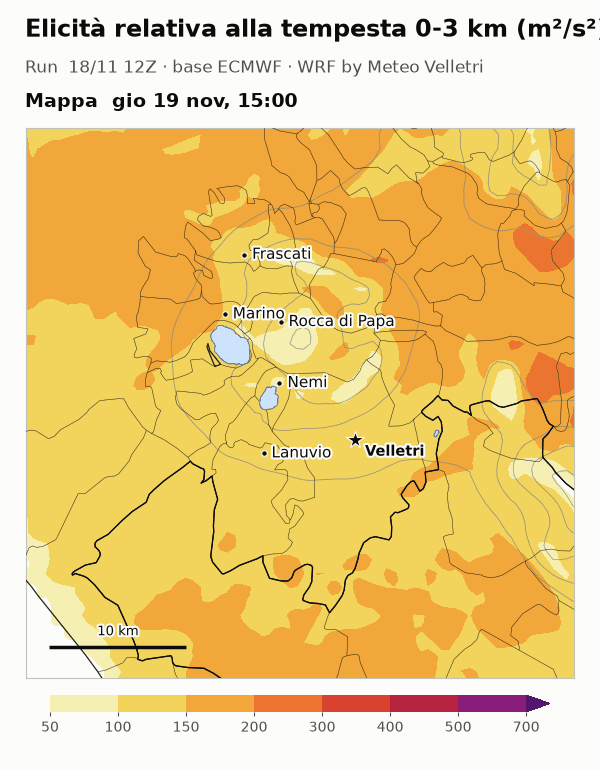 Elicità relativa alla tempesta 0-3 km (m²/s²)
Run 18/11 12Z · base ECMWF · WRF by Meteo Velletri
Mappa gio 19 nov, 15:00
Frascati
Marino
Rocca di Papa
Nemi
Velletri
Lanuvio
10 km
50 100 150 200 300 400 500 700